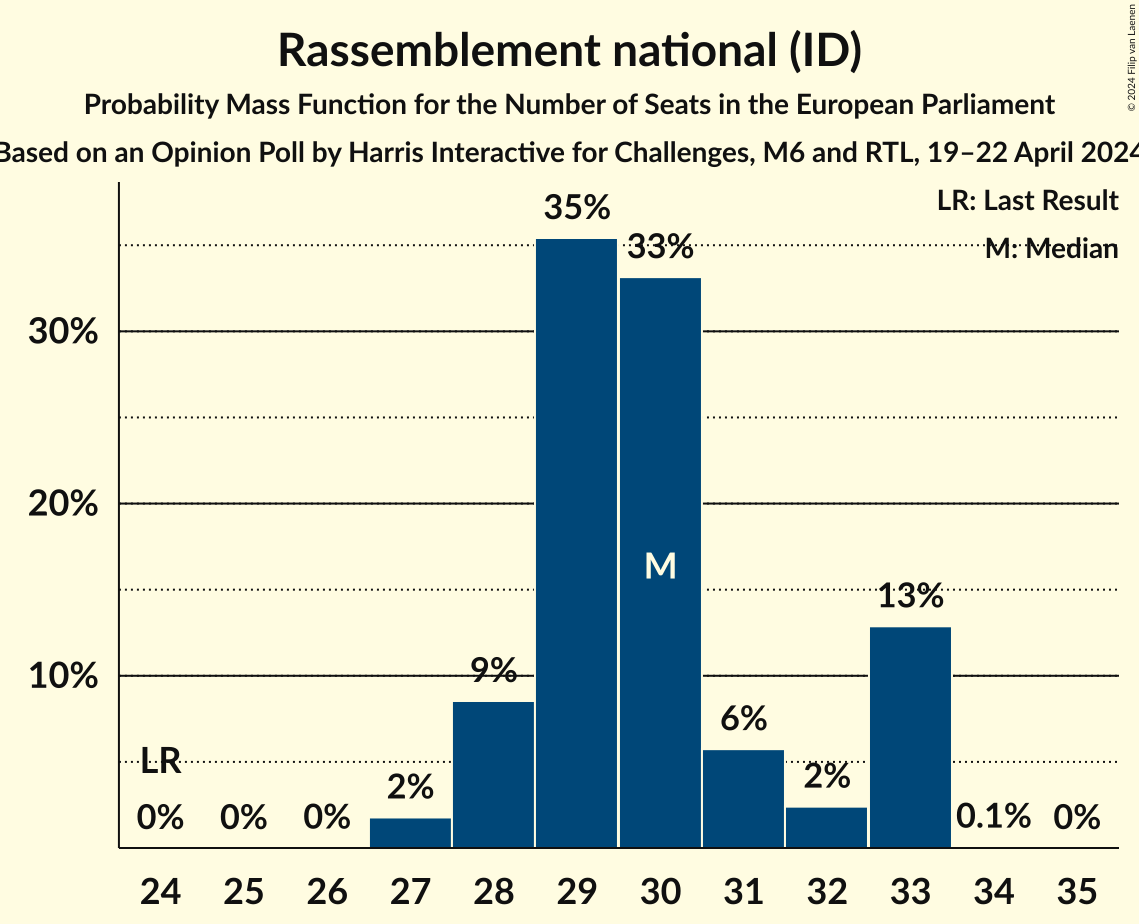 Rassemblement national (ID)
Probability Mass Function for the Number of Seats in the European Parliament
Based on an Opinion Poll by Harris Interactive for Challenges, M6 and RTL, 19–22 April 2024
© 2024 Filip van Laenen
LR: Last Result
M: Median
35%
33%
30%
20%
M
13%
10%
9%
6%
LR
2%
2%
0%
0%
0%
0.1%
0%
24 25 26 27 28 29 30 31 32 33 34 35